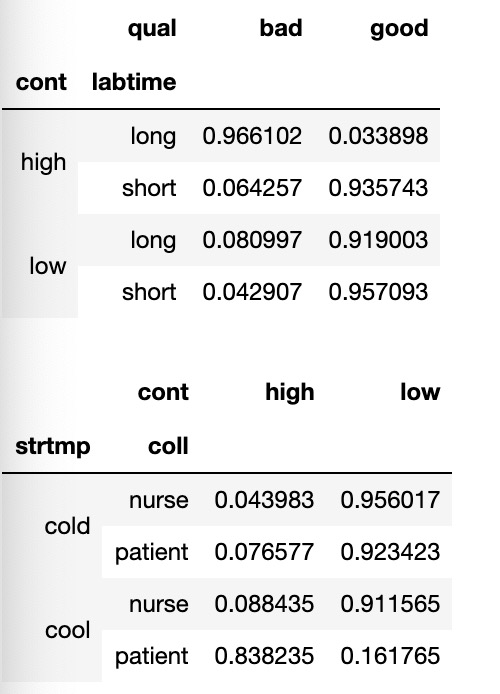 qual bad good
cont labtime
high long 0.966102 0.033898
short 0.064257 0.935743
low long 0.080997 0.919003
short 0.042907 0.957093
cont high low
strtmp coll
cold nurse 0.043983 0.956017
patient 0.076577 0.923423
cool nurse 0.088435 0.911565
patient 0.838235 0.161765